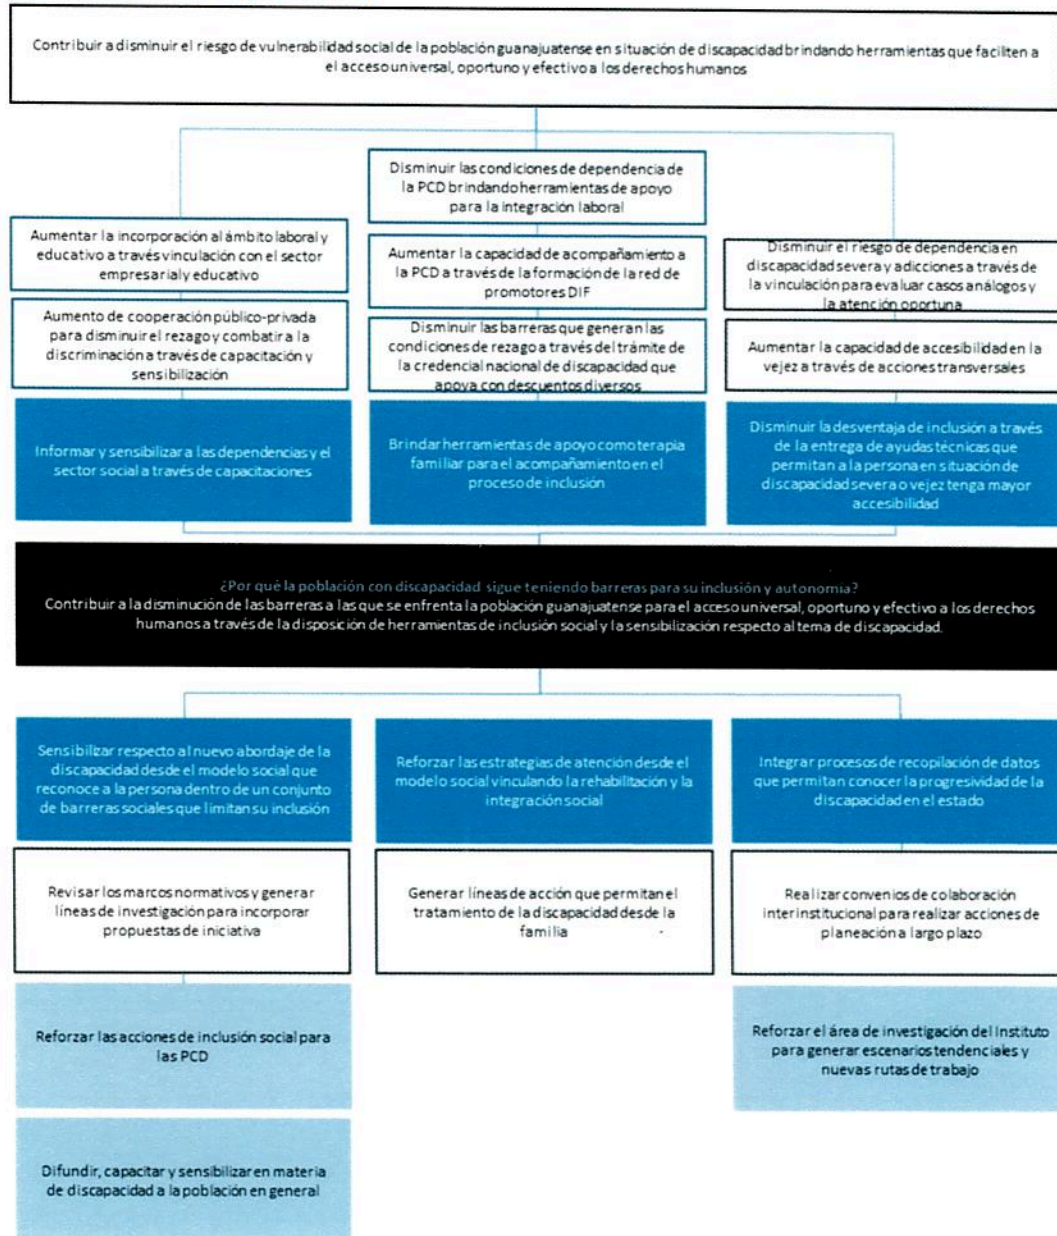 Contribuir a disminuir el riesgo de vulnerabilidad social de la población guanajuatense en situación de discapacidad brindando herramientas que faciliten a
el acceso universal, oportuno y efectivo a los derechos humanos
Disminuir las condiciones de dependencia de
la PCD brindando herramientas de apoyo
para la integración laboral
Aumentar la incorporación al ámbito laboral y
educativo a través vinculación con el sector
empresarial y educativo
Aumentar la capacidad de acompañamiento a
la PCD a través de la formación de la red de
promotores DIF
Disminuir el riesgo de dependencia en
discapacidad severa y adicciones a través de
la vinculación para evaluar casos análogos y
la atención oportuna
Aumento de cooperación público-privada
para disminuir el rezago y combatir a la
discriminación a través de capacitación y
sensibilización
Disminuir las barreras que generan las
condiciones de rezago a través del trámite de
la credencial nacional de discapacidad que
apoya con descuentos diversos
Aumentar la capacidad de accesibilidad en la
vejez a través de acciones transversales
Informar y sensibilizar a las dependencias y el
sector social a través de capacitaciones
Brindar herramientas de apoyo como terapia
familiar para el acompañamiento en el
proceso de inclusión
Disminuir la desventaja de inclusión a través
de la entrega de ayudas técnicas que
permitan a la persona en situación de
discapacidad severa o vejez tenga mayor
accesibilidad
¿Por qué la población con discapacidad sigue teniendo barreras para su inclusión y autonomía?
Contribuir a la disminución de las barreras a las que se enfrenta la población guanajuatense para el acceso universal, oportuno y efectivo a los derechos
humanos a través de la disposición de herramientas de inclusión social y la sensibilización respecto al tema de discapacidad.
Sensibilizar respecto al nuevo abordaje de la
discapacidad desde el modelo social que
reconoce a la persona dentro de un conjunto
de barreras sociales que limitan su inclusión
Reforzar las estrategias de atención desde el
modelo social vinculando la rehabilitación y la
integración social
Integrar procesos de recopilación de datos
que permitan conocer la progresividad de la
discapacidad en el estado
Revisar los marcos normativos y generar
líneas de investigación para incorporar
propuestas de iniciativa
Generar líneas de acción que permitan el
tratamiento de la discapacidad desde la
familia
Realizar convenios de colaboración
interinstitucional para realizar acciones de
planeación a largo plazo
Reforzar las acciones de inclusión social para
las PCD
Reforzar el área de investigación del Instituto
para generar escenarios tendenciales y
nuevas rutas de trabajo
Difundir, capacitar y sensibilizar en materia
de discapacidad a la población en general